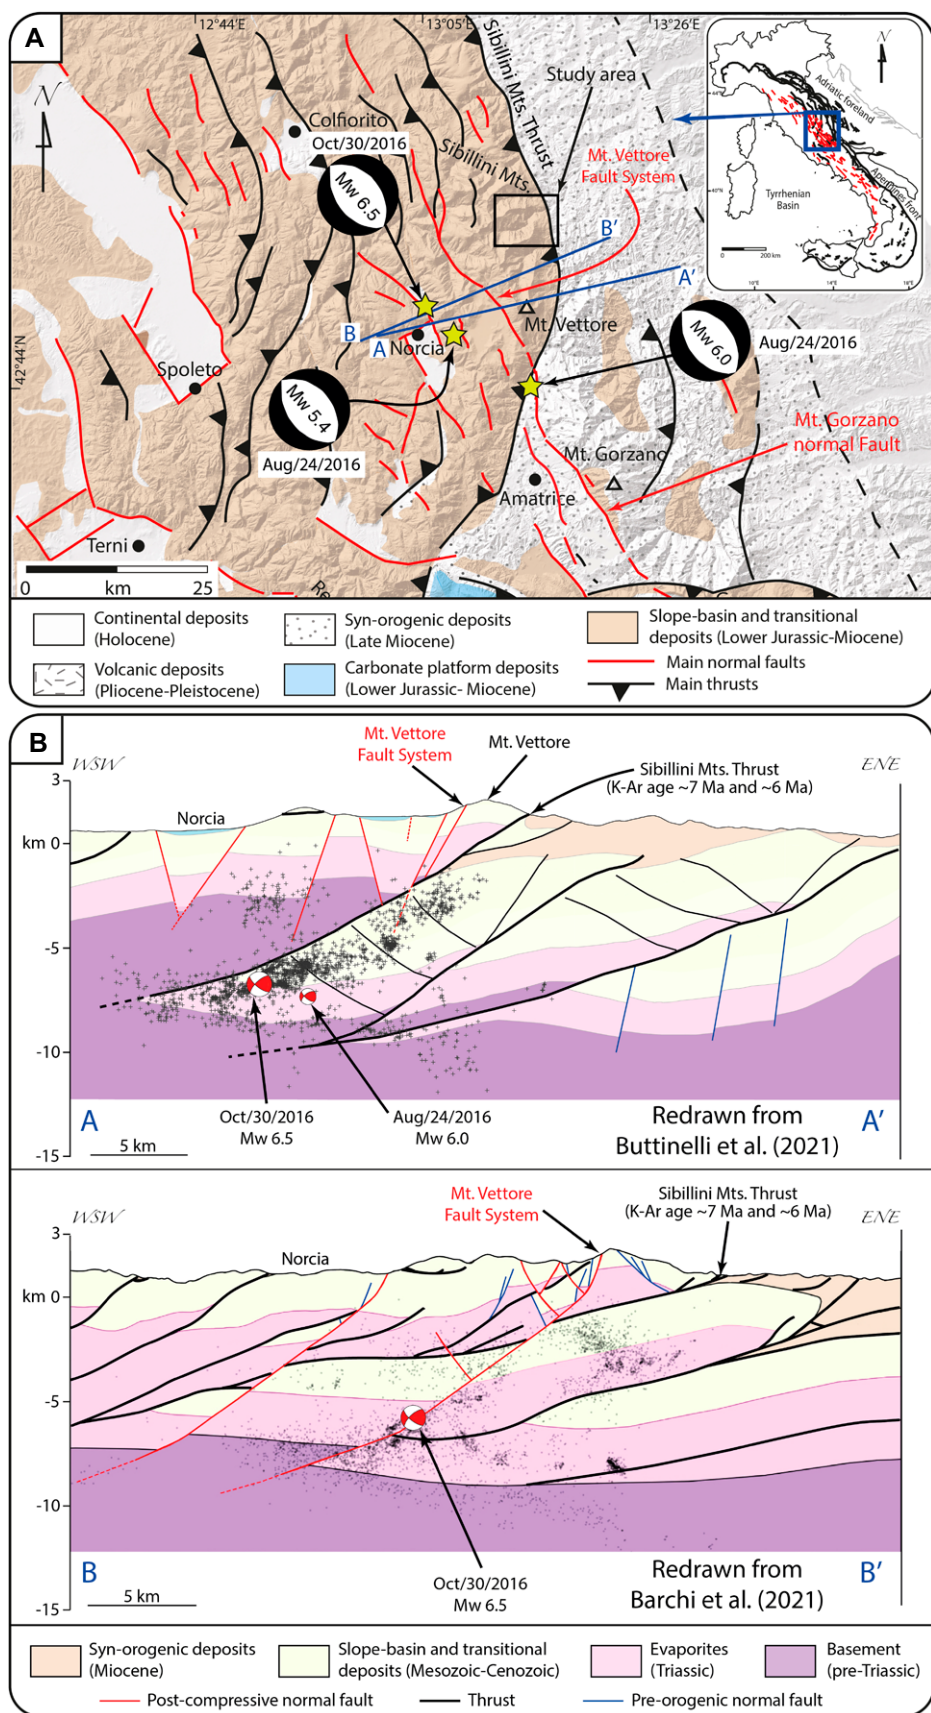 A
12°44′E
13°05′E
13°26′E
N
Sibillini Mts. Thrust
Study area
Colfiorito
Oct/30/2016
Mw 6.5
Sibillini Mts.
Mt. Vettore
Fault System
N
Adriatic foreland
Apennines front
Tyrrhenian
Basin
0 200 km
B'
A'
B
A
Norcia
Mt. Vettore
Mw 6.0
Aug/24/2016
42°44′N
Spoleto
Mw 5.4
Aug/24/2016
Mt. Gorzano
normal Fault
Mt. Gorzano
Amatrice
Terni
0 km 25
Continental deposits
(Holocene)
Syn-orogenic deposits
(Late Miocene)
Slope-basin and transitional
deposits (Lower Jurassic-Miocene)
Volcanic deposits
(Pliocene-Pleistocene)
Carbonate platform deposits
(Lower Jurassic- Miocene)
Main normal faults
Main thrusts
B
WSW
Mt. Vettore
Fault System
Mt. Vettore
Sibillini Mts. Thrust
(K-Ar age ~7 Ma and ~6 Ma)
ENE
3
Norcia
km 0
-5
-10
Oct/30/2016
Mw 6.5
Aug/24/2016
Mw 6.0
A
Redrawn from
Buttinelli et al. (2021)
A'
-15
5 km
WSW
Mt. Vettore
Fault System
Sibillini Mts. Thrust
(K-Ar age ~7 Ma and ~6 Ma)
ENE
3
Norcia
km 0
-5
-10
B
Redrawn from
Barchi et al. (2021)
B'
Oct/30/2016
Mw 6.5
-15
5 km
Syn-orogenic deposits
(Miocene)
Slope-basin and transitional
deposits (Mesozoic-Cenozoic)
Evaporites
(Triassic)
Basement
(pre-Triassic)
Post-compressive normal fault
Thrust
Pre-orogenic normal fault